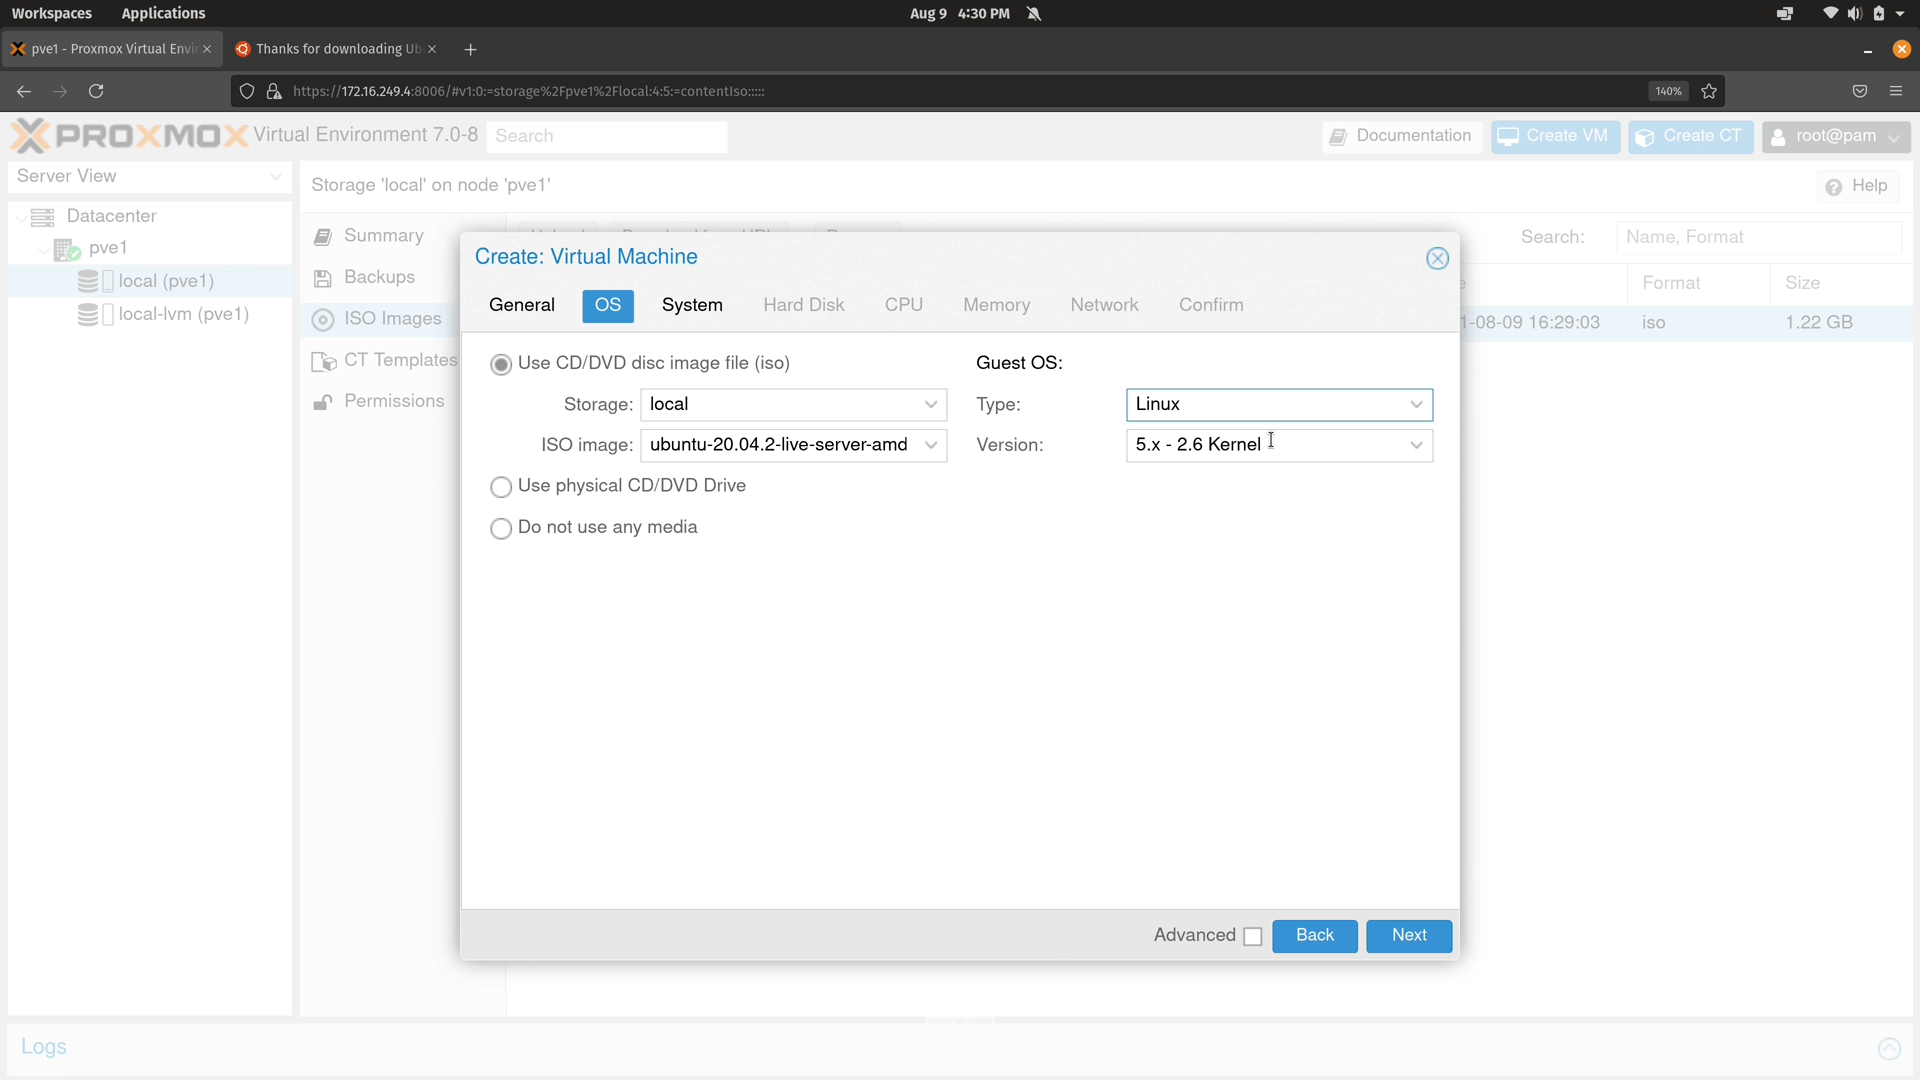 Workspaces Applications Aug 9 4:30 PM
pve1 - Proxmox Virtual Envi Thanks for downloading Ub
https://172.16.249.4:8006/#v1:0:=storage%2Fpve1%2Flocal:4:5:=contentIso::::: 140%
PROXMOX Virtual Environment 7.0-8 Search Documentation Create VM Create CT root@pam
Server View
Storage 'local' on node 'pve1' Help
Datacenter
pve1
local (pve1)
local-lvm (pve1)
Summary
Backups
ISO Images
CT Templates
Permissions
Search: Name, Format
Format Size
1-08-09 16:29:03 iso 1.22 GB
Create: Virtual Machine
General OS System Hard Disk CPU Memory Network Confirm
Use CD/DVD disc image file (iso)
Storage: local
ISO image: ubuntu-20.04.2-live-server-amd
Use physical CD/DVD Drive
Do not use any media
Guest OS:
Type: Linux
Version: 5.x - 2.6 Kernel
Advanced Back Next
Logs